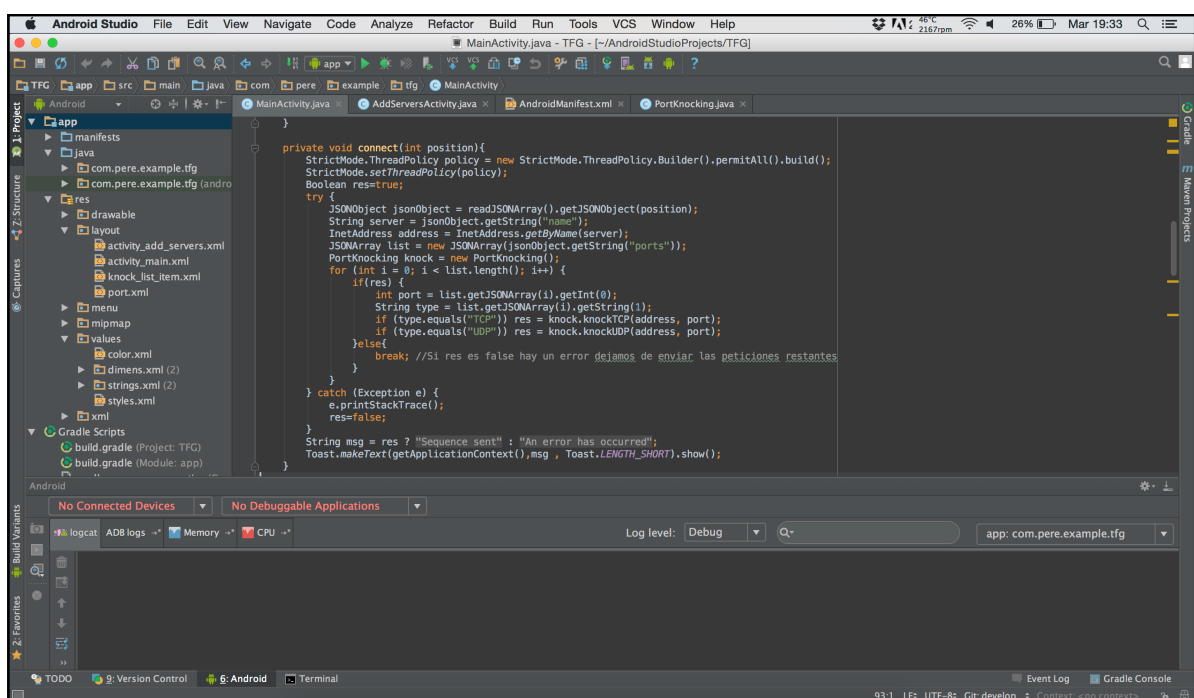 Android Studio File Edit View Navigate Code Analyze Refactor Build Run Tools VCS Window Help 46°C 2167rpm 26% Mar 19:33
MainActivity.java - TFG - [~/AndroidStudioProjects/TFG]
app
TFG app src main java com pere example tfg MainActivity
Android
MainActivity.java AddServersActivity.java AndroidManifest.xml PortKnocking.java
1: Project
Z: Structure
Captures
Build Variants
2: Favorites
app
manifests
java
com.pere.example.tfg
com.pere.example.tfg (andro
res
drawable
layout
activity_add_servers.xml
activity_main.xml
knock_list_item.xml
port.xml
menu
mipmap
values
color.xml
dimens.xml (2)
strings.xml (2)
styles.xml
xml
Gradle Scripts
build.gradle (Project: TFG)
build.gradle (Module: app)
}
private void connect(int position){
StrictMode.ThreadPolicy policy = new StrictMode.ThreadPolicy.Builder().permitAll().build();
StrictMode.setThreadPolicy(policy);
Boolean res=true;
try {
JSONObject jsonObject = readJSONArray().getJSONObject(position);
String server = jsonObject.getString("name");
InetAddress address = InetAddress.getByName(server);
JSONArray list = new JSONArray(jsonObject.getString("ports"));
PortKnocking knock = new PortKnocking();
for (int i = 0; i < list.length(); i++) {
if(res) {
int port = list.getJSONArray(i).getInt(0);
String type = list.getJSONArray(i).getString(1);
if (type.equals("TCP")) res = knock.knockTCP(address, port);
if (type.equals("UDP")) res = knock.knockUDP(address, port);
}else{
break; //Si res es false hay un error dejamos de enviar las peticiones restantes
}
}
} catch (Exception e) {
e.printStackTrace();
res=false;
}
String msg = res ? "Sequence sent" : "An error has occurred";
Toast.makeText(getApplicationContext(),msg , Toast.LENGTH_SHORT).show();
}
Gradle
Maven Projects
Android
No Connected Devices No Debuggable Applications
logcat ADB logs Memory CPU Log level: Debug app: com.pere.example.tfg
TODO 9: Version Control 6: Android Terminal Event Log Gradle Console
93:1 LF UTF-8 Git: develop Context: <no context>